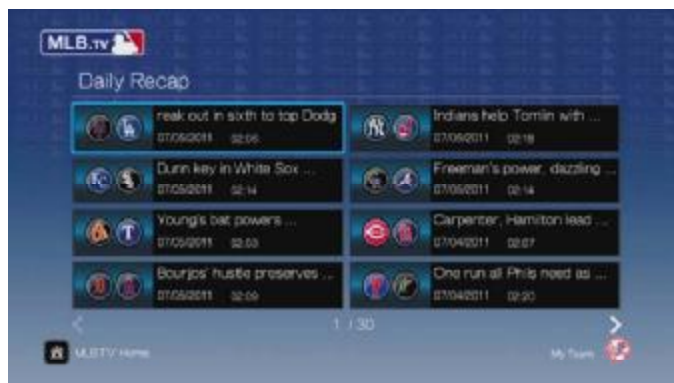 MLB.TV
Daily Recap
reak out in sixth to top Dodg
07/05/2011 02:06
Indians help Tomlin with ...
07/05/2011 02:19
Dunn key in White Sox ...
07/05/2011 02:14
Freeman's power, dazzling ...
07/05/2011 02:14
Young's bat powers ...
07/05/2011 02:03
Carpenter, Hamilton lead ...
07/04/2011 02:07
Bourjos' hustle preserves ...
07/05/2011 02:09
One run all Phils need as ...
07/04/2011 02:20
1 / 30
MLBTV Home
My Team